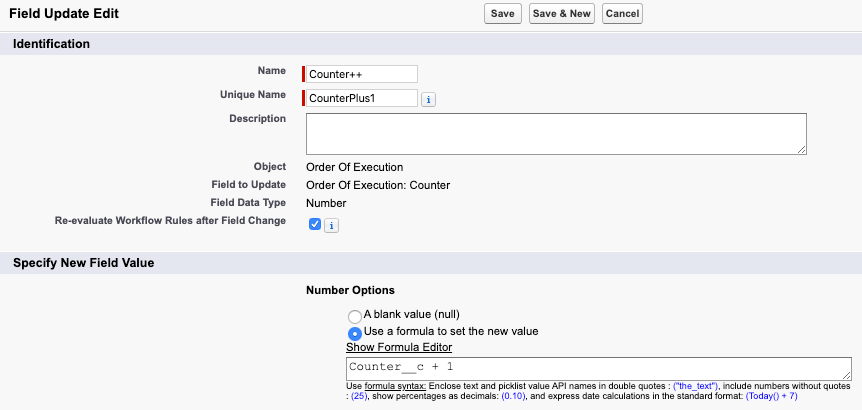 Field Update Edit
Save
Save & New
Cancel
Identification
Name
Counter++
Unique Name
CounterPlus1
i
Description
Object
Order Of Execution
Field to Update
Order Of Execution: Counter
Field Data Type
Number
Re-evaluate Workflow Rules after Field Change
i
Specify New Field Value
Number Options
A blank value (null)
Use a formula to set the new value
Show Formula Editor
Counter__c + 1
Use formula syntax: Enclose text and picklist value API names in double quotes : ("the_text"), include numbers without quotes
: (25), show percentages as decimals: (0.10), and express date calculations in the standard format: (Today() + 7)